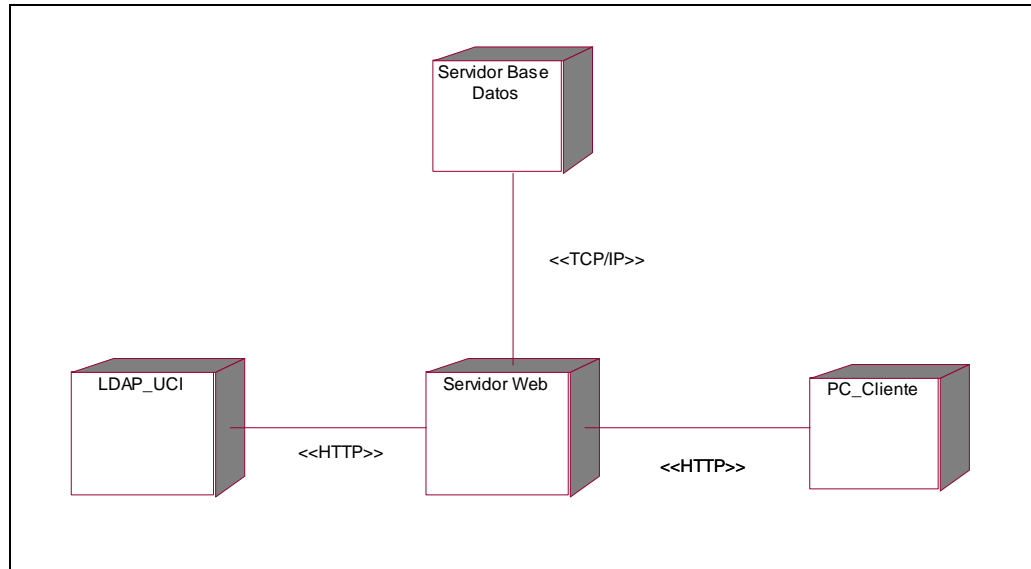 Servidor Base
Datos
<<TCP/IP>>
LDAP_UCI
Servidor Web
PC_Cliente
<<HTTP>>
<<HTTP>>